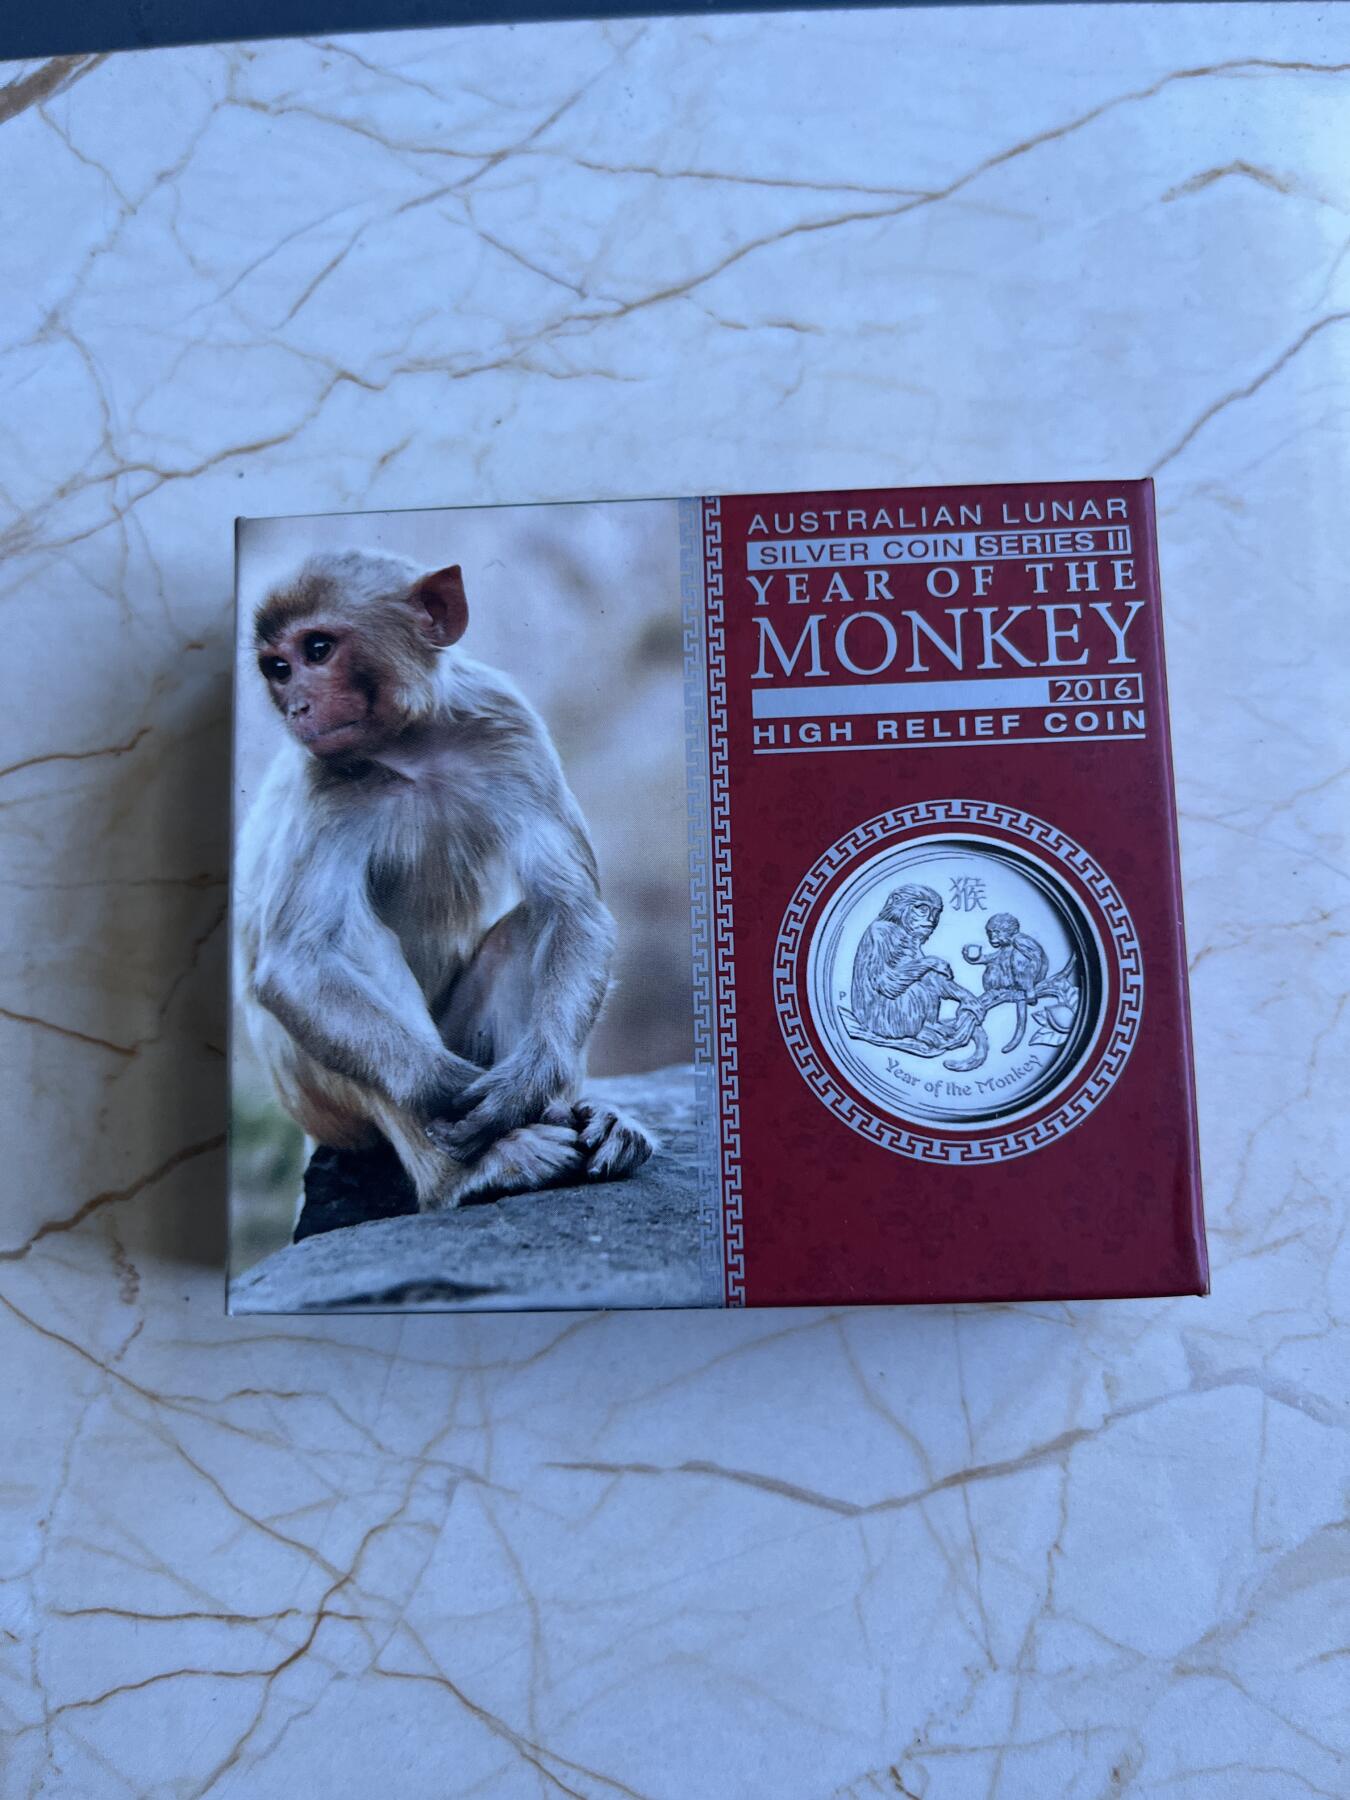 AUSTRALIAN LUNAR
SILVER COIN SERIES II
YEAR OF THE
MONKEY
2016
HIGH RELIEF COIN
猴
P
Year of the Monkey